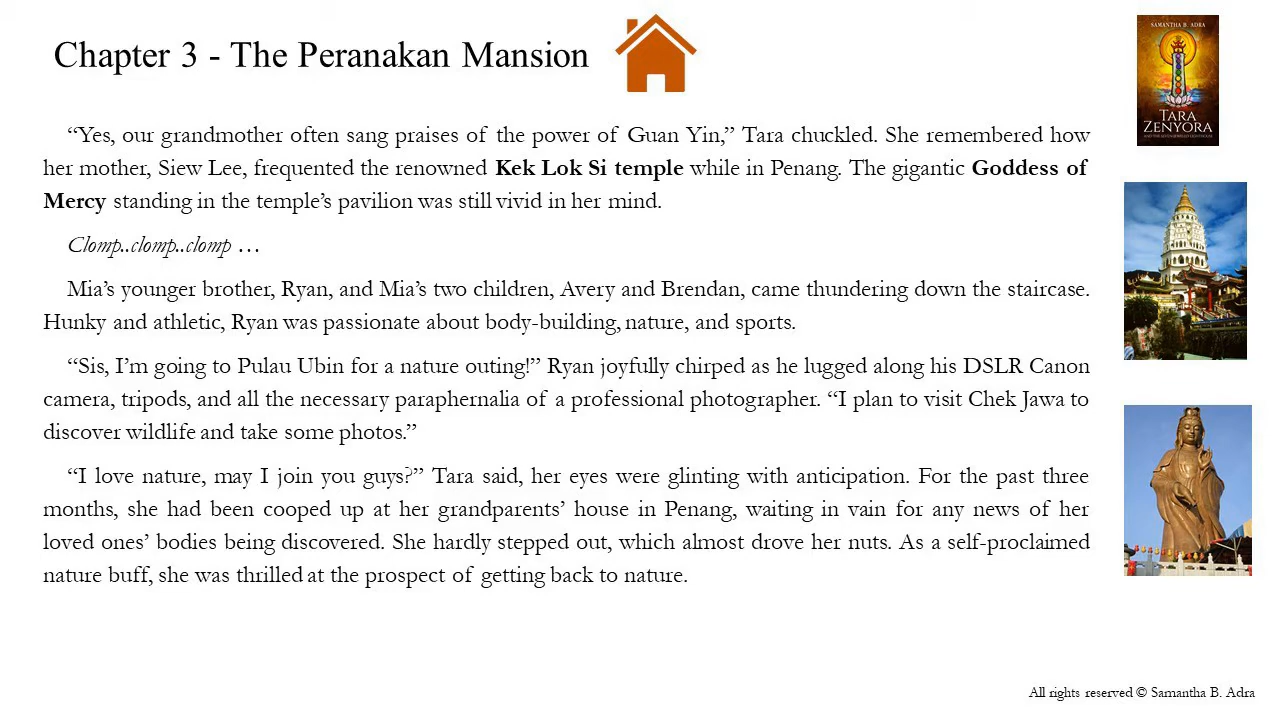 Chapter 3 - The Peranakan Mansion
“Yes, our grandmother often sang praises of the power of Guan Yin,” Tara chuckled. She remembered how
her mother, Siew Lee, frequented the renowned Kek Lok Si temple while in Penang. The gigantic Goddess of
Mercy standing in the temple’s pavilion was still vivid in her mind.
Clomp..clomp..clomp …
Mia’s younger brother, Ryan, and Mia’s two children, Avery and Brendan, came thundering down the staircase.
Hunky and athletic, Ryan was passionate about body-building, nature, and sports.
“Sis, I’m going to Pulau Ubin for a nature outing!” Ryan joyfully chirped as he lugged along his DSLR Canon
camera, tripods, and all the necessary paraphernalia of a professional photographer. “I plan to visit Chek Jawa to
discover wildlife and take some photos.”
“I love nature, may I join you guys?” Tara said, her eyes were glinting with anticipation. For the past three
months, she had been cooped up at her grandparents’ house in Penang, waiting in vain for any news of her
loved ones’ bodies being discovered. She hardly stepped out, which almost drove her nuts. As a self-proclaimed
nature buff, she was thrilled at the prospect of getting back to nature.
SAMANTHA B. ADRA
TARA
ZENYORA
All rights reserved © Samantha B. Adra